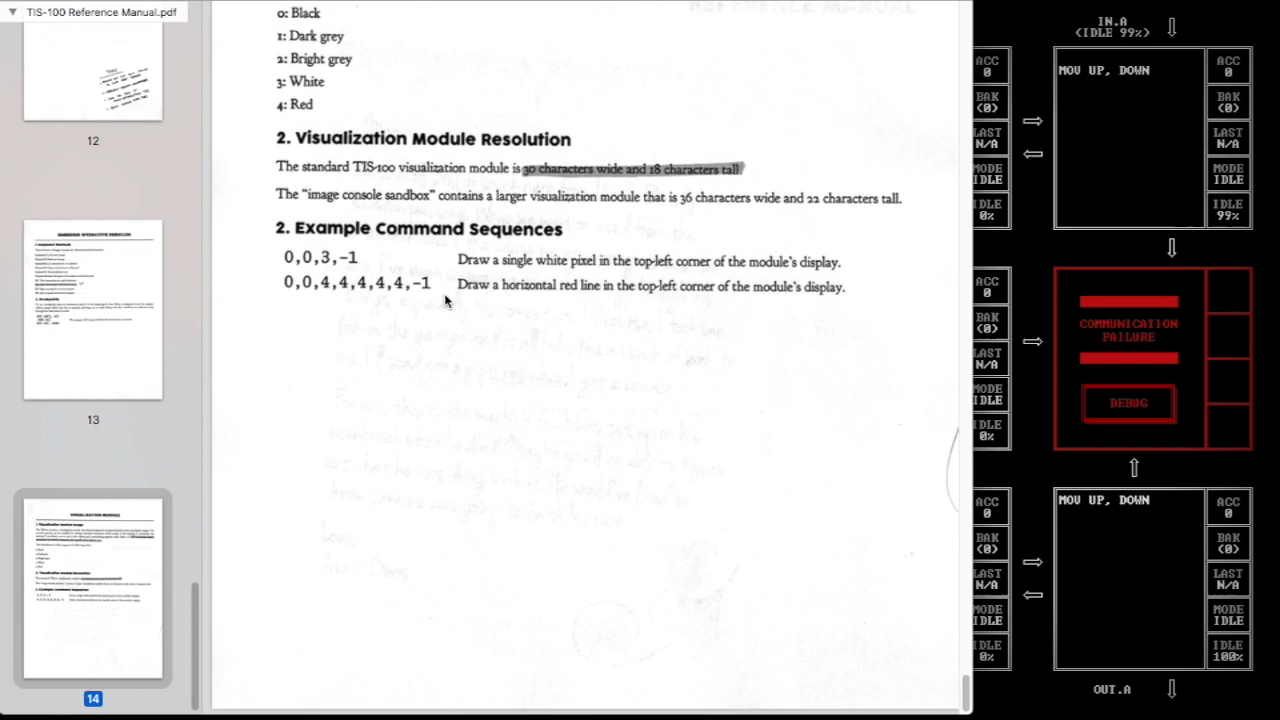 TIS-100 Reference Manual.pdf
12
13
14
REFERENCE MANUAL
0: Black
1: Dark grey
2: Bright grey
3: White
4: Red
2. Visualization Module Resolution
The standard TIS-100 visualization module is 30 characters wide and 18 characters tall.
The "image console sandbox" contains a larger visualization module that is 36 characters wide and 22 characters tall.
2. Example Command Sequences
0,0,3,-1 Draw a single white pixel in the top-left corner of the module's display.
0,0,4,4,4,4,4,-1 Draw a horizontal red line in the top-left corner of the module's display.
ACC
0
BAK
(0)
LAST
N/A
MODE
IDLE
IDLE
0%
ACC
0
BAK
(0)
LAST
N/A
MODE
IDLE
IDLE
0%
ACC
0
BAK
(0)
LAST
N/A
MODE
IDLE
IDLE
0%
IN.A
(IDLE 99%)
MOV UP, DOWN
ACC
0
BAK
(0)
LAST
N/A
MODE
IDLE
IDLE
99%
COMMUNICATION
FAILURE
DEBUG
MOV UP, DOWN
ACC
0
BAK
(0)
LAST
N/A
MODE
IDLE
IDLE
100%
OUT.A